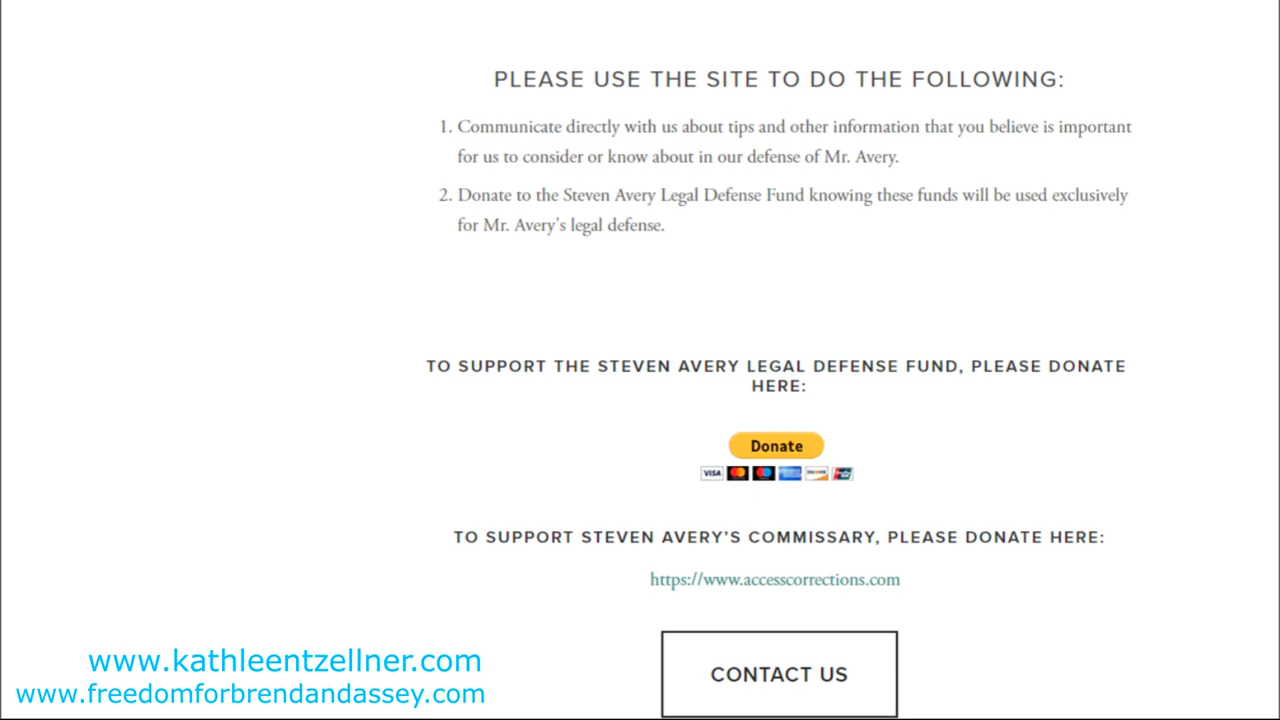 PLEASE USE THE SITE TO DO THE FOLLOWING:
1. Communicate directly with us about tips and other information that you believe is important
for us to consider or know about in our defense of Mr. Avery.
2. Donate to the Steven Avery Legal Defense Fund knowing these funds will be used exclusively
for Mr. Avery's legal defense.
TO SUPPORT THE STEVEN AVERY LEGAL DEFENSE FUND, PLEASE DONATE
HERE:
Donate
VISA
TO SUPPORT STEVEN AVERY'S COMMISSARY, PLEASE DONATE HERE:
https://www.accesscorrections.com
CONTACT US
www.kathleentzellner.com
www.freedomforbrendandassey.com